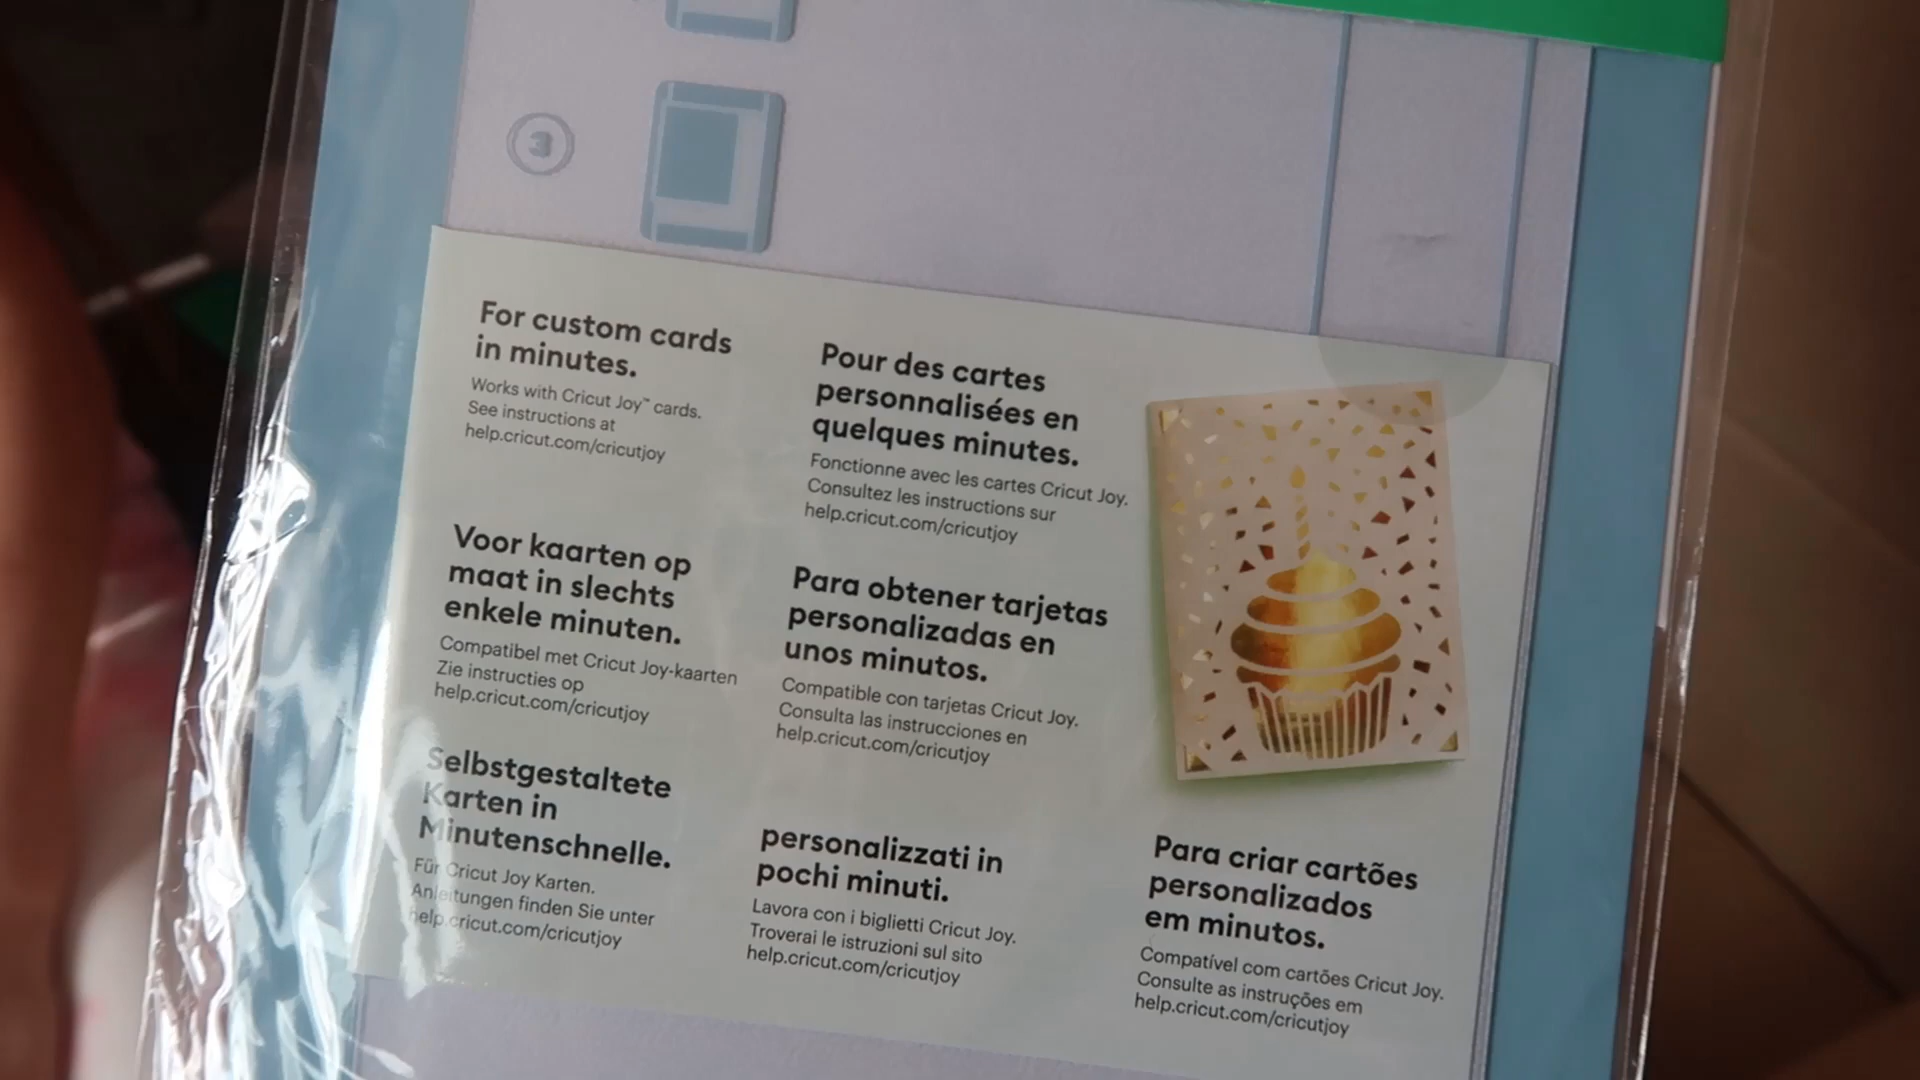 3
For custom cards
in minutes.
Works with Cricut Joy™ cards.
See instructions at
help.cricut.com/cricutjoy
Pour des cartes
personnalisées en
quelques minutes.
Fonctionne avec les cartes Cricut Joy.
Consultez les instructions sur
help.cricut.com/cricutjoy
Voor kaarten op
maat in slechts
enkele minuten.
Compatibel met Cricut Joy-kaarten
Zie instructies op
help.cricut.com/cricutjoy
Para obtener tarjetas
personalizadas en
unos minutos.
Compatible con tarjetas Cricut Joy.
Consulta las instrucciones en
help.cricut.com/cricutjoy
Selbstgestaltete
Karten in
Minutenschnelle.
Für Cricut Joy Karten.
Anleitungen finden Sie unter
help.cricut.com/cricutjoy
personalizzati in
pochi minuti.
Lavora con i biglietti Cricut Joy.
Troverai le istruzioni sul sito
help.cricut.com/cricutjoy
Para criar cartões
personalizados
em minutos.
Compatível com cartões Cricut Joy.
Consulte as instruções em
help.cricut.com/cricutjoy